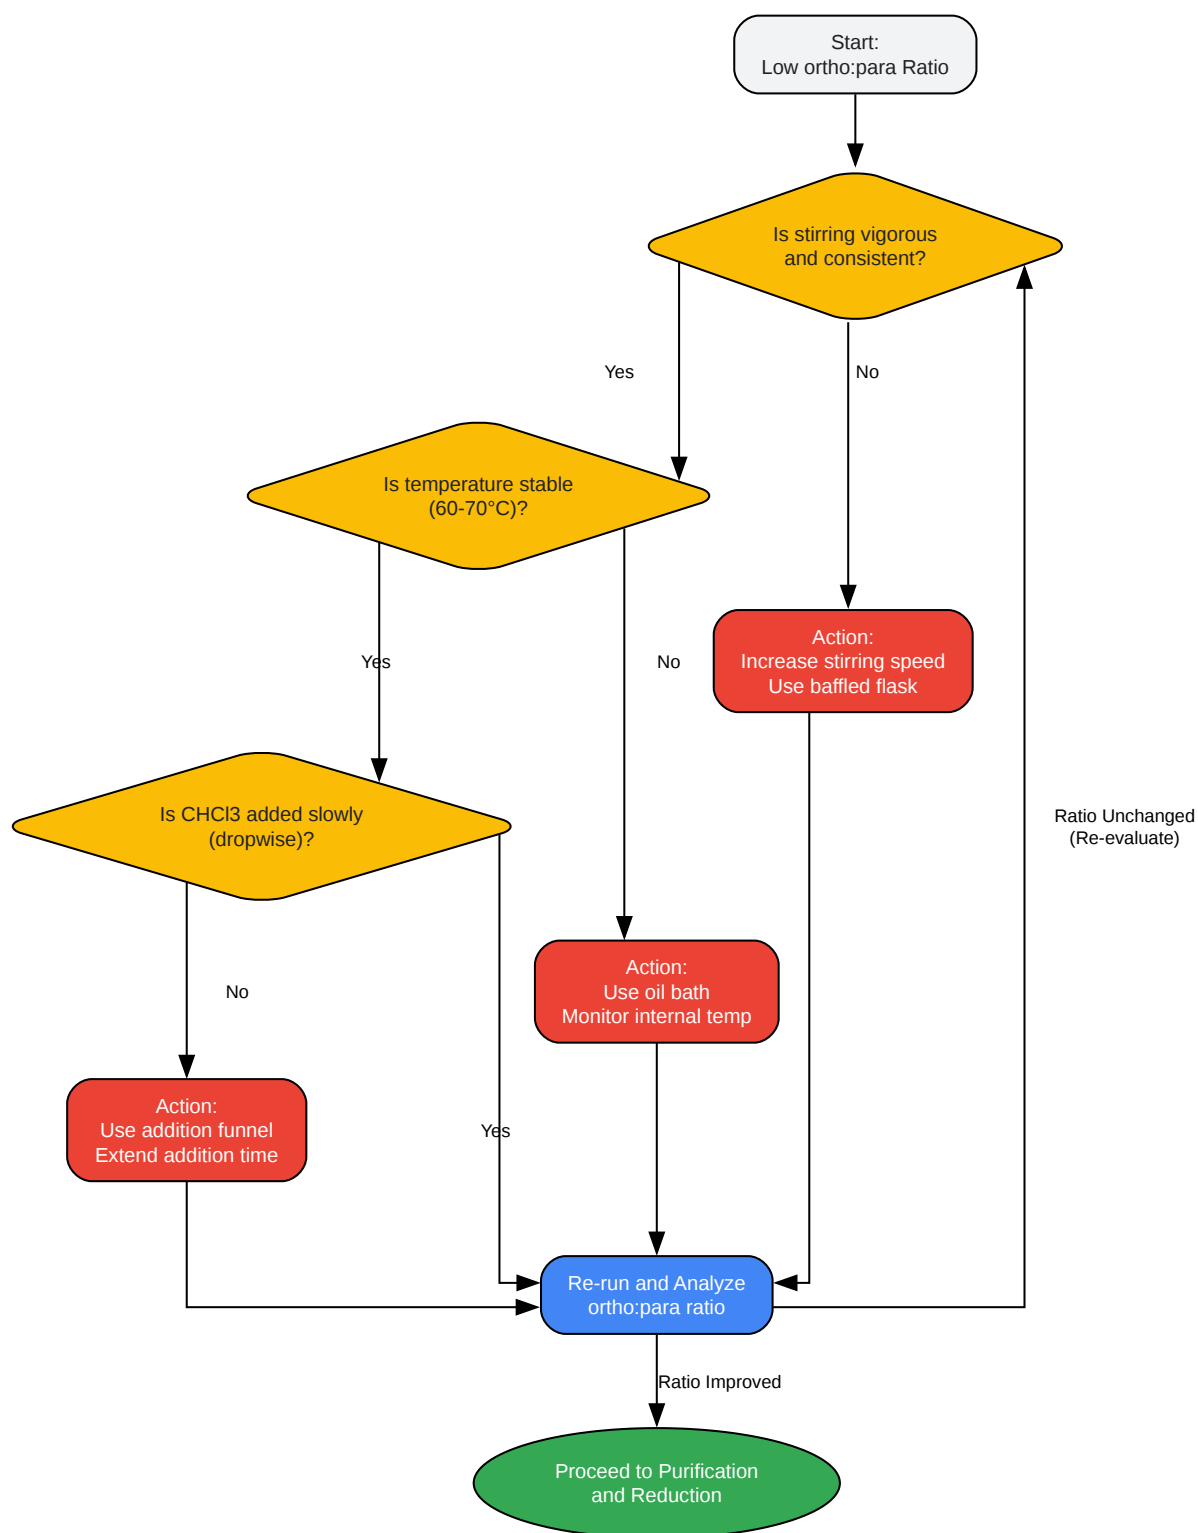 Start:
Low ortho:para Ratio
Is stirring vigorous
and consistent?
Yes
No
Is temperature stable
(60-70°C)?
Action:
Increase stirring speed
Use baffled flask
Yes
No
Is CHCl3 added slowly
(dropwise)?
Ratio Unchanged
(Re-evaluate)
Action:
Use oil bath
Monitor internal temp
No
Action:
Use addition funnel
Extend addition time
Yes
Re-run and Analyze
ortho:para ratio
Ratio Improved
Proceed to Purification
and Reduction